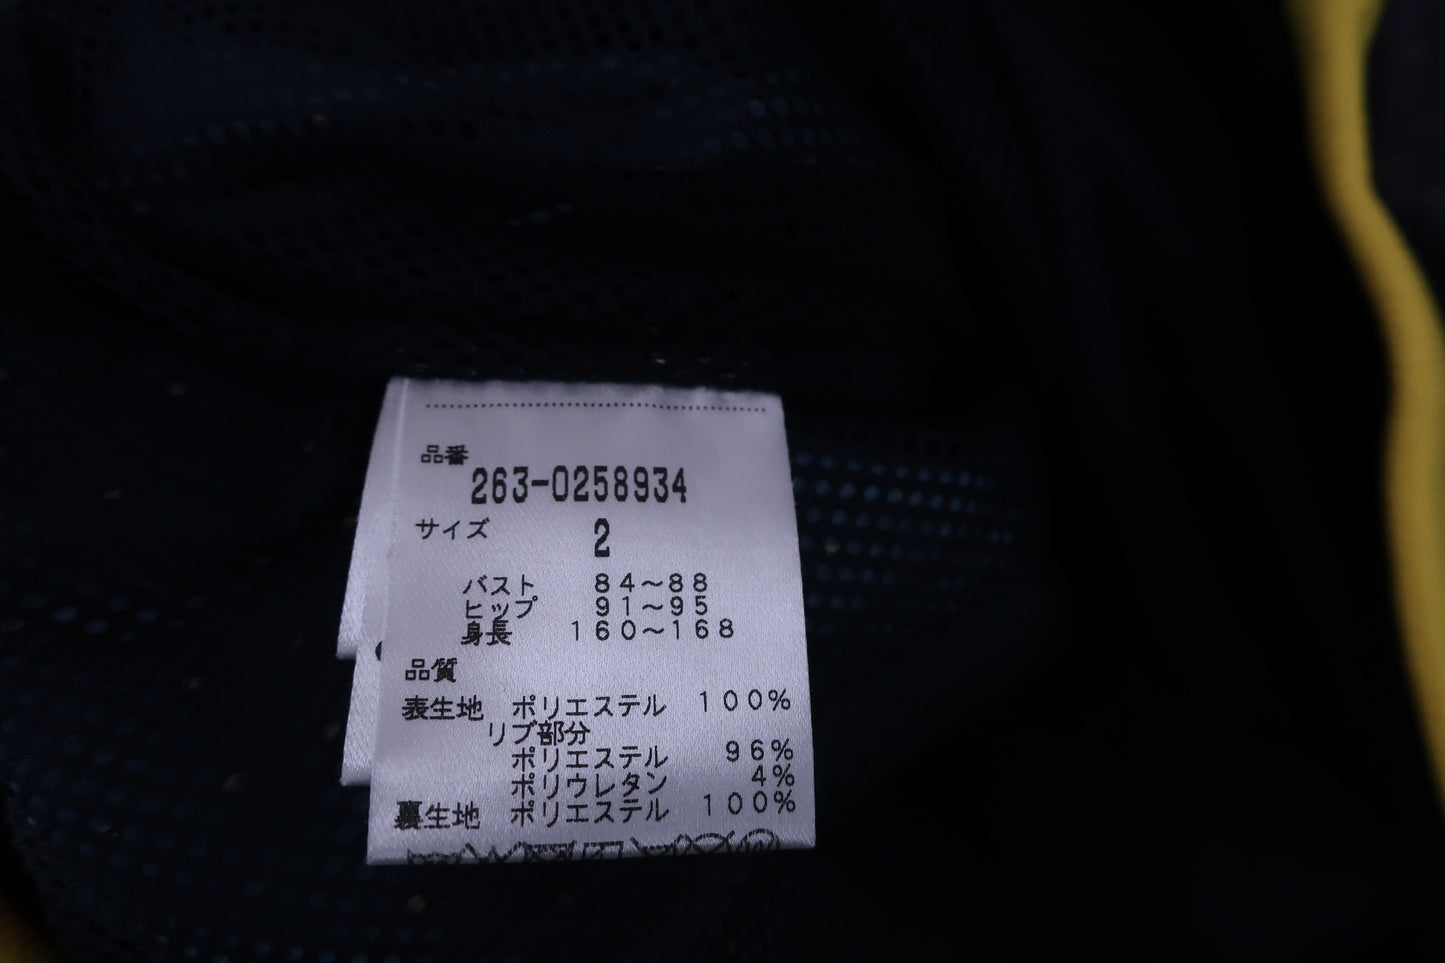 品番
263-0258934
サイズ 2
バスト 84～88
ヒップ 91～95
身長 160～168
品質
表生地 ポリエステル 100%
リブ部分
ポリエステル 96%
ポリウレタン 4%
裏生地 ポリエステル 100%